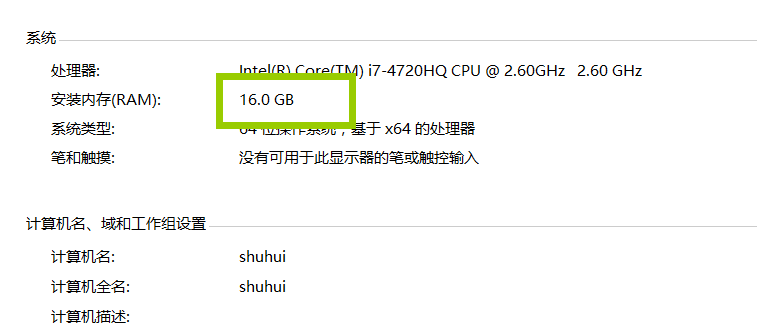 系统
处理器: Intel(R) Core(TM) i7-4720HQ CPU @ 2.60GHz 2.60 GHz
安装内存(RAM): 16.0 GB
系统类型: 64 位操作系统，基于 x64 的处理器
笔和触摸: 没有可用于此显示器的笔或触控输入
计算机名、域和工作组设置
计算机名: shuhui
计算机全名: shuhui
计算机描述: